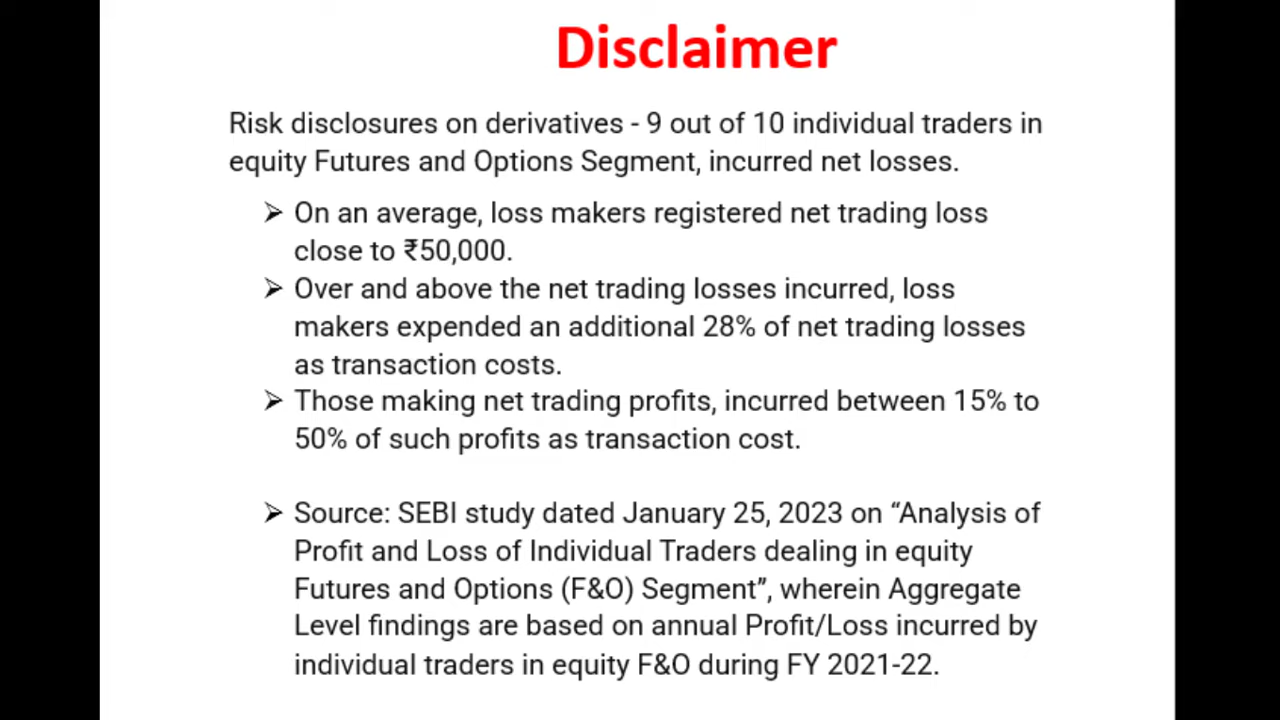 Disclaimer
Risk disclosures on derivatives - 9 out of 10 individual traders in
equity Futures and Options Segment, incurred net losses.
➢ On an average, loss makers registered net trading loss
close to ₹50,000.
➢ Over and above the net trading losses incurred, loss
makers expended an additional 28% of net trading losses
as transaction costs.
➢ Those making net trading profits, incurred between 15% to
50% of such profits as transaction cost.
➢ Source: SEBI study dated January 25, 2023 on “Analysis of
Profit and Loss of Individual Traders dealing in equity
Futures and Options (F&O) Segment”, wherein Aggregate
Level findings are based on annual Profit/Loss incurred by
individual traders in equity F&O during FY 2021-22.